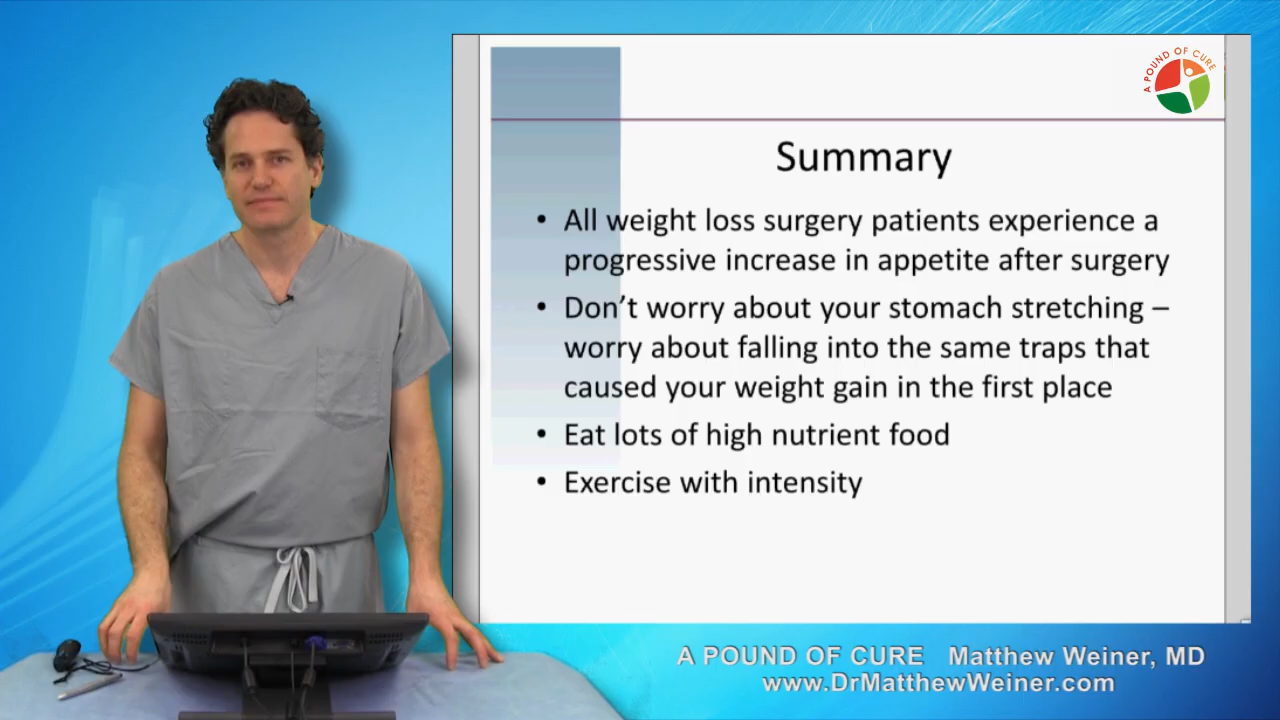 A POUND OF CURE
Summary
• All weight loss surgery patients experience a
progressive increase in appetite after surgery
• Don’t worry about your stomach stretching –
worry about falling into the same traps that
caused your weight gain in the first place
• Eat lots of high nutrient food
• Exercise with intensity
A POUND OF CURE Matthew Weiner, MD
www.DrMatthewWeiner.com